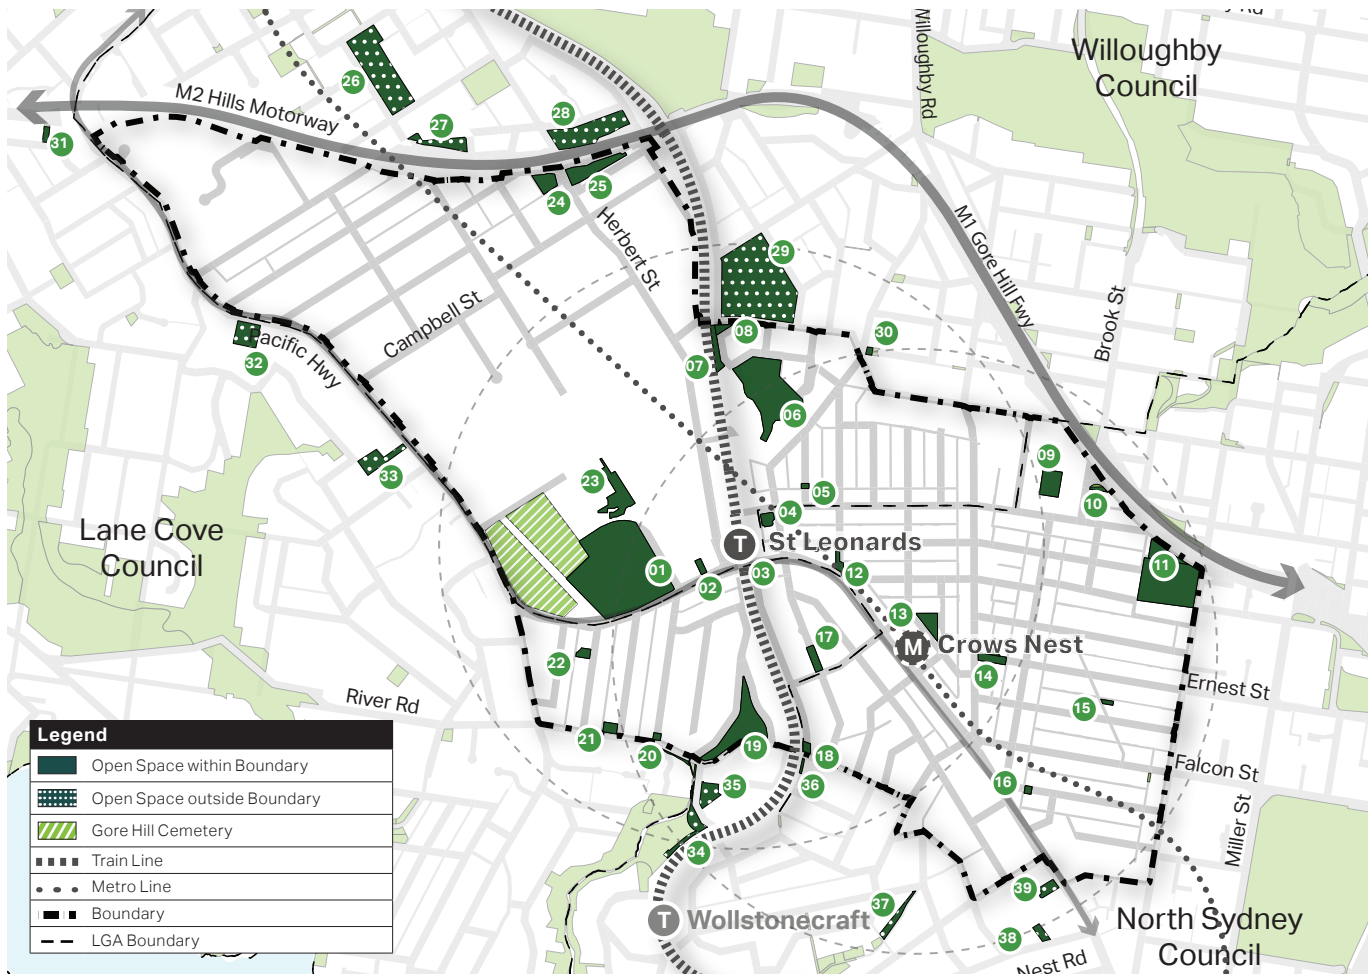 Willoughby Rd
Willoughby
Council
26
M2 Hills Motorway
28
27
31
25
24
Herbert St
M1 Gore Hill Fwy
29
Brook St
08
30
Campbell St
Pacific Hwy
32
07
06
09
33
23
05
10
04
Lane Cove
Council
T
St Leonards
01
02
03
12
11
13
M
Crows Nest
17
22
14
Ernest St
River Rd
15
21
20
19
18
Falcon St
16
35
36
Miller St
34
39
37
T
Wollstonecraft
38
North Sydney
Council
Nest Rd
Legend
Open Space within Boundary
Open Space outside Boundary
Gore Hill Cemetery
Train Line
Metro Line
Boundary
LGA Boundary